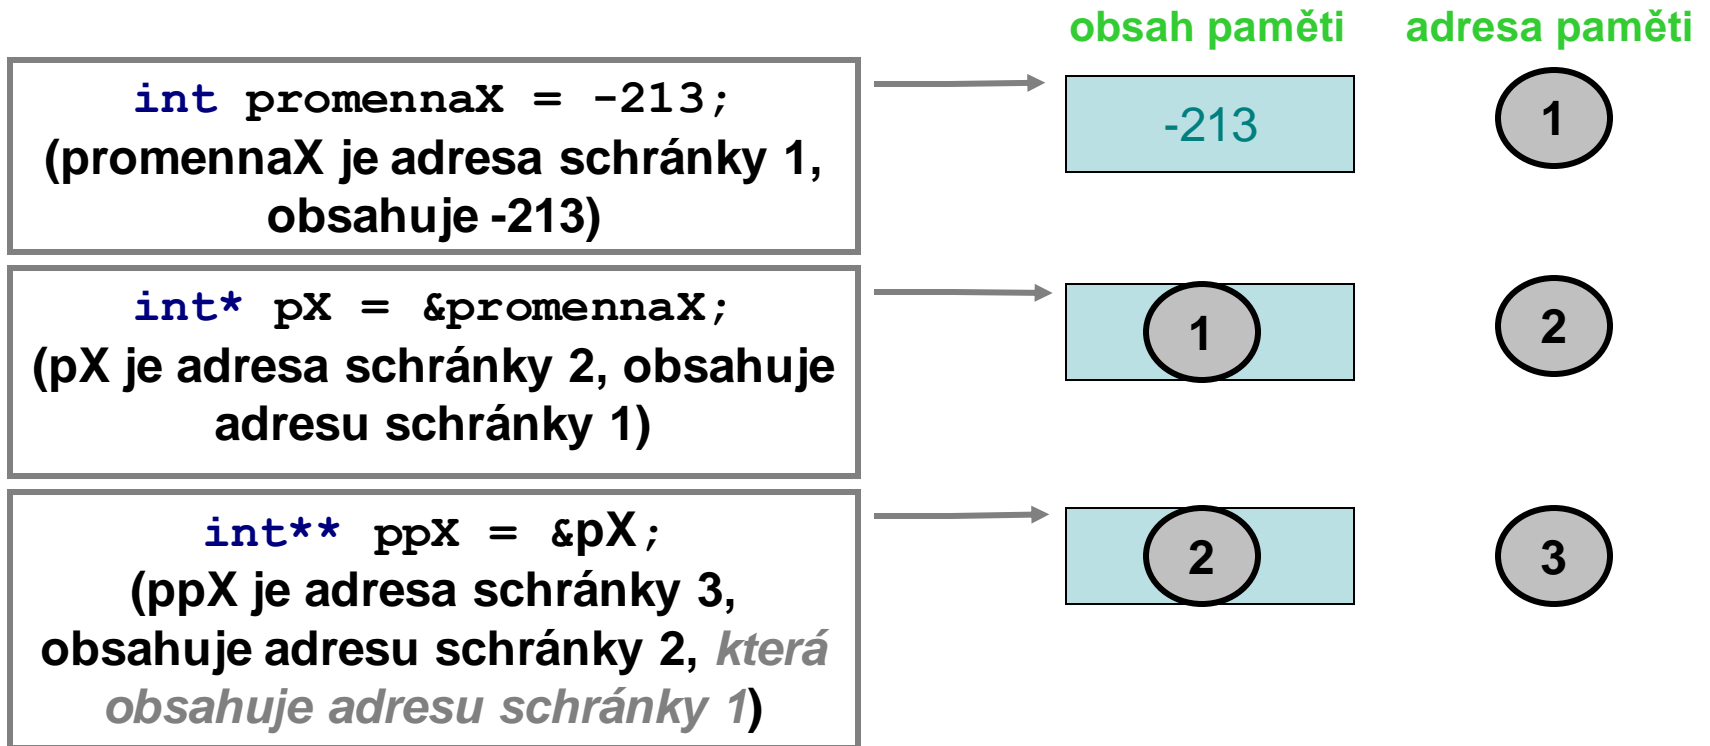 obsah paměti adresa paměti
int promennaX = -213;
(promennaX je adresa schránky 1,
obsahuje -213)
-213
1
int* pX = &promennaX;
(pX je adresa schránky 2, obsahuje
adresu schránky 1)
1
2
int** ppX = &pX;
(ppX je adresa schránky 3,
obsahuje adresu schránky 2, která
obsahuje adresu schránky 1)
2
3